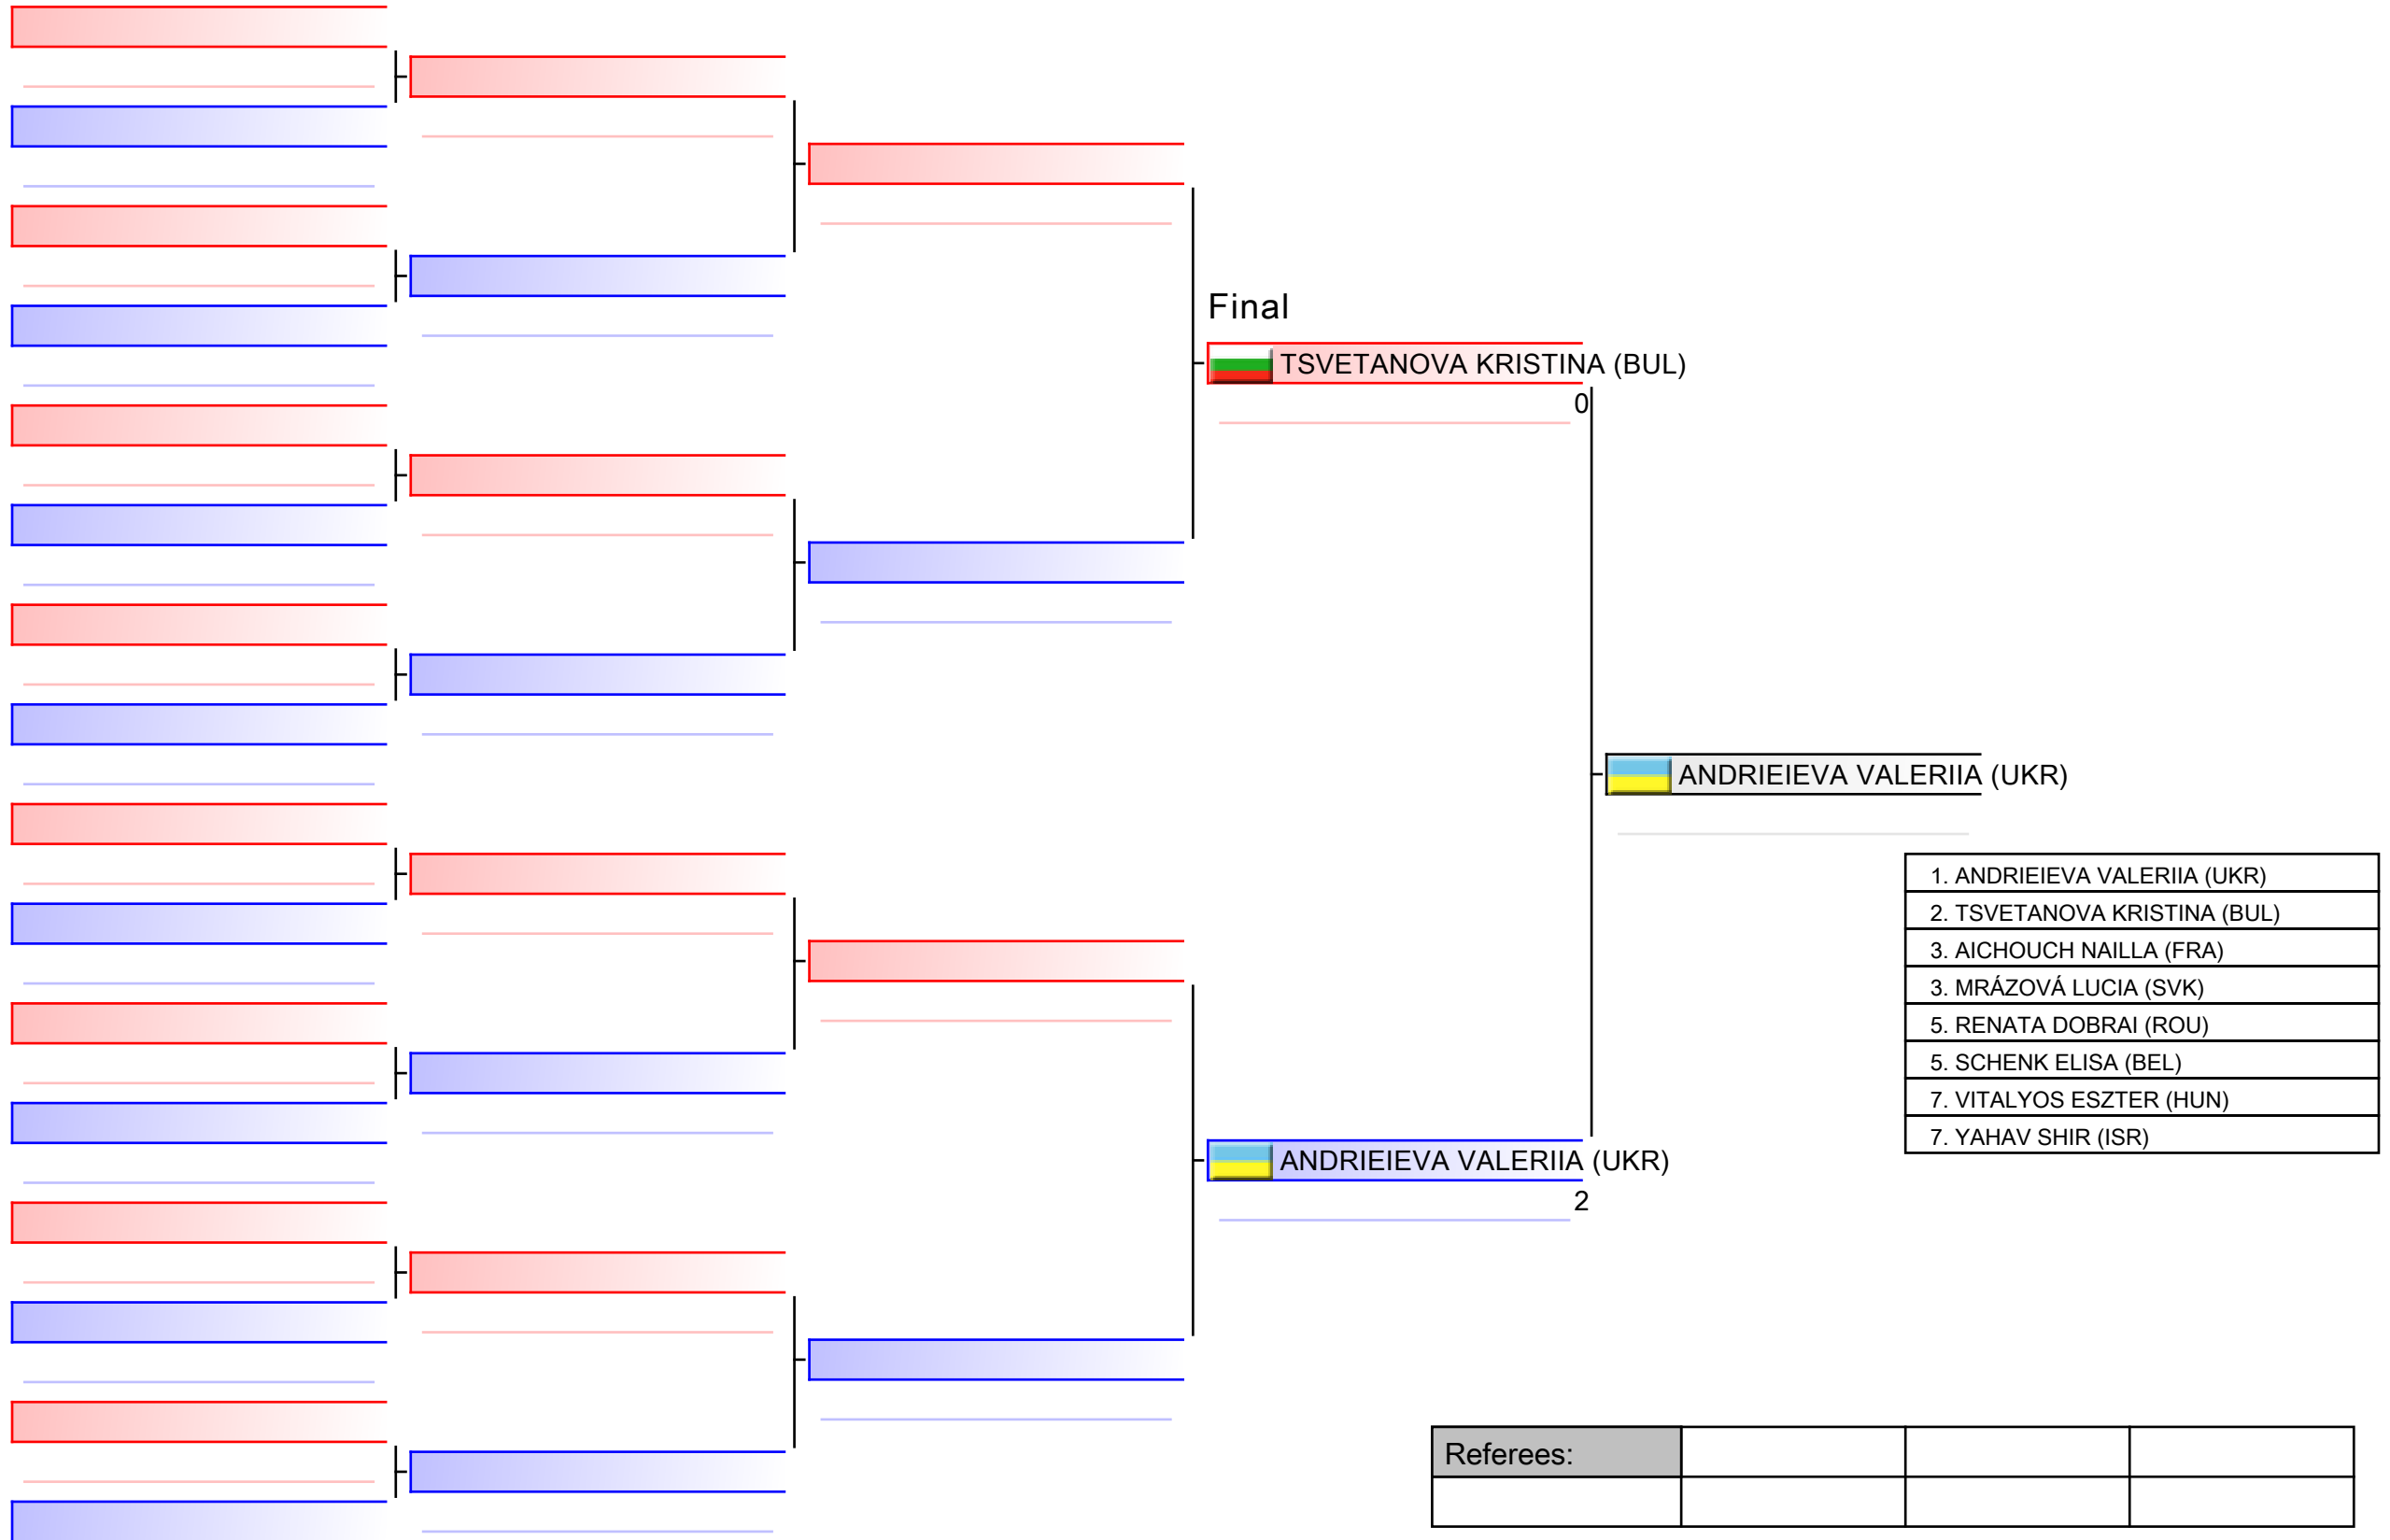 Final
TSVETANOVA KRISTINA (BUL)
0
ANDRIEIEVA VALERIIA (UKR)
1. ANDRIEIEVA VALERIIA (UKR)
2. TSVETANOVA KRISTINA (BUL)
3. AICHOUCH NAILLA (FRA)
3. MRÁZOVÁ LUCIA (SVK)
5. RENATA DOBRAI (ROU)
5. SCHENK ELISA (BEL)
7. VITALYOS ESZTER (HUN)
7. YAHAV SHIR (ISR)
ANDRIEIEVA VALERIIA (UKR)
2
Referees: